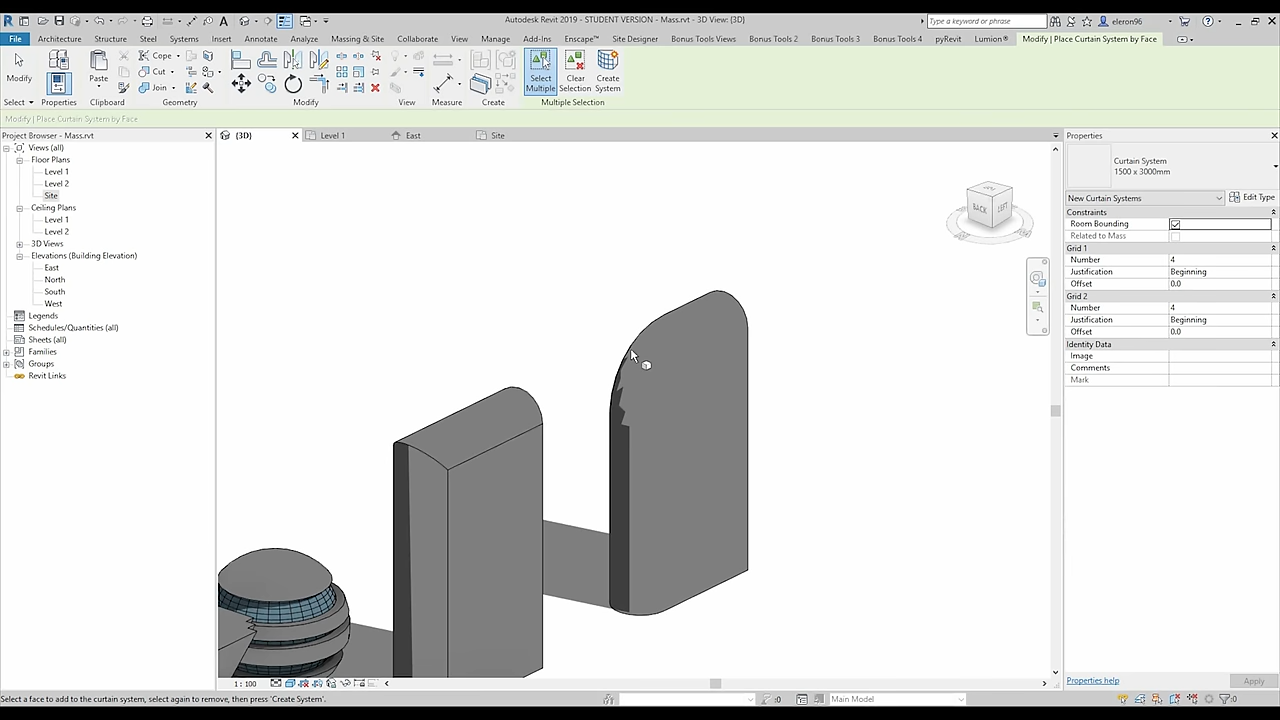 Autodesk Revit 2019 - STUDENT VERSION - Mass.rvt - 3D View: {3D}
Type a keyword or phrase
eleron96
File Architecture Structure Steel Systems Insert Annotate Analyze Massing & Site Collaborate View Manage Add-Ins Enscape™ Site Designer Bonus Tools Views Bonus Tools 2 Bonus Tools 3 Bonus Tools 4 pyRevit Lumion® Modify | Place Curtain System by Face
Cope
Cut
Join
Modify
Paste
Select Multiple
Clear Selection
Create System
Select Properties Clipboard Geometry Modify View Measure Create Multiple Selection
Modify | Place Curtain System by Face
Project Browser - Mass.rvt
{3D} Level 1 East Site
Properties
Views (all)
Floor Plans
Level 1
Level 2
Site
Ceiling Plans
Level 1
Level 2
3D Views
Elevations (Building Elevation)
East
North
South
West
Legends
Schedules/Quantities (all)
Sheets (all)
Families
Groups
Revit Links
BACK
LEFT
Curtain System
1500 x 3000mm
New Curtain Systems Edit Type
Constraints
Room Bounding
Related to Mass
Grid 1
Number 4
Justification Beginning
Offset 0.0
Grid 2
Number 4
Justification Beginning
Offset 0.0
Identity Data
Image
Comments
Mark
Properties help Apply
1 : 100
Select a face to add to the curtain system, select again to remove, then press 'Create System'.
:0
Main Model
:0